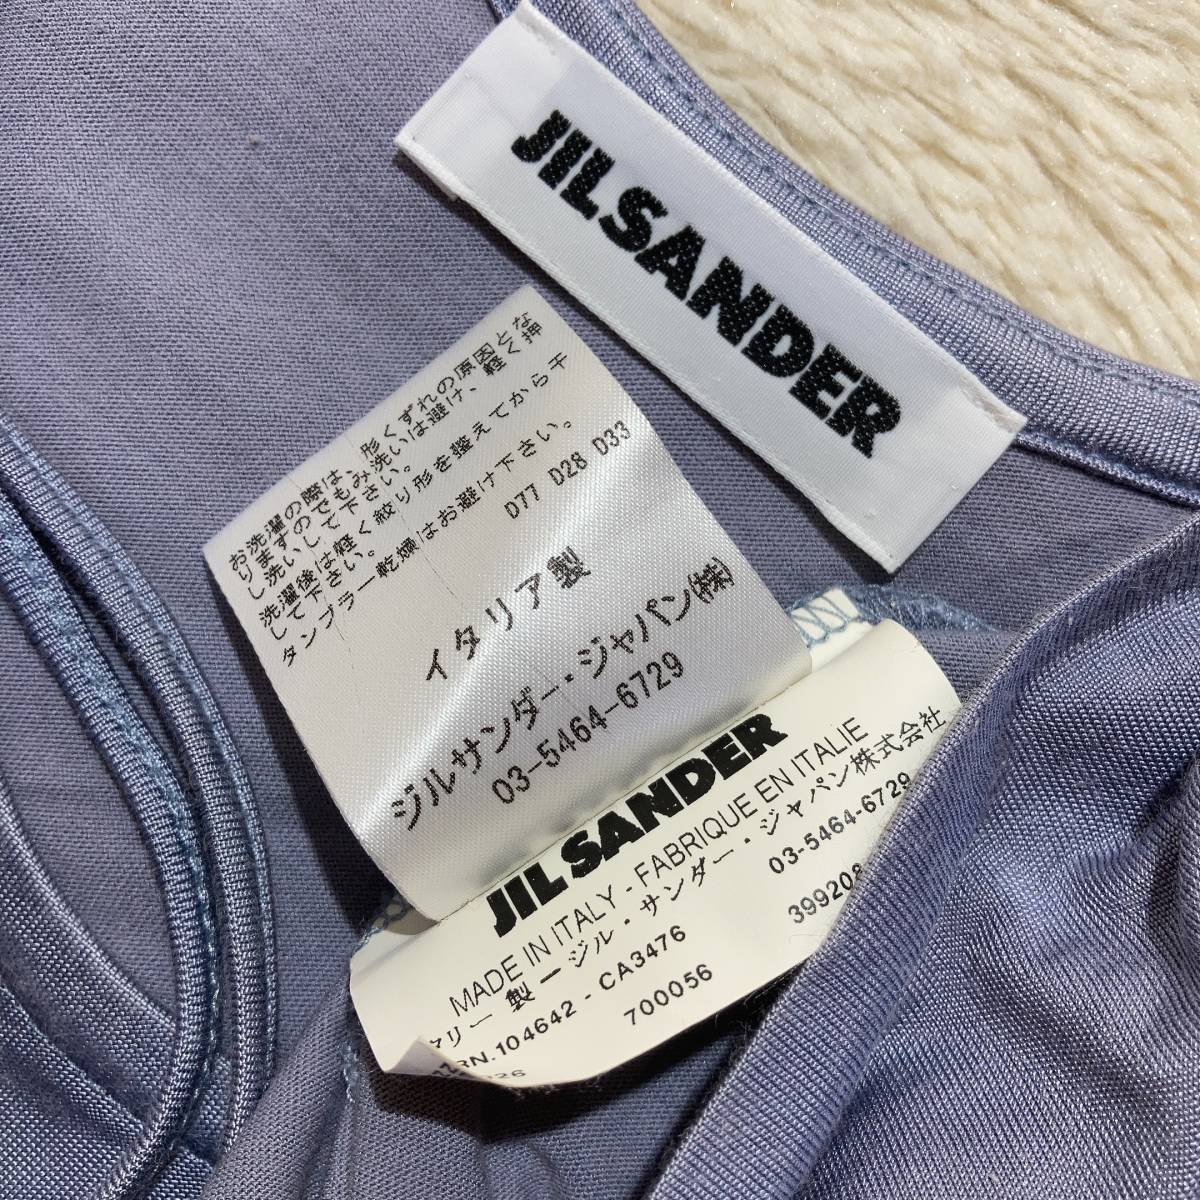 JIL SANDER
お洗濯の際は、形くずれの原因とな
りますのでもみ洗いは避け、軽く押
し洗いして下さい。
洗濯後は軽く絞り形を整えてから干
して下さい。
タンブラー乾燥はお避け下さい。
D77 D28 D33
イタリア製
ジルサンダー・ジャパン(株)
03-5464-6729
JIL SANDER
MADE IN ITALY - FABRIQUE EN ITALIE
タリー 製ージル・サンダー・ジャパン株式会社
03-5464-6729
RN.104642 - CA3476
399208
700056
26